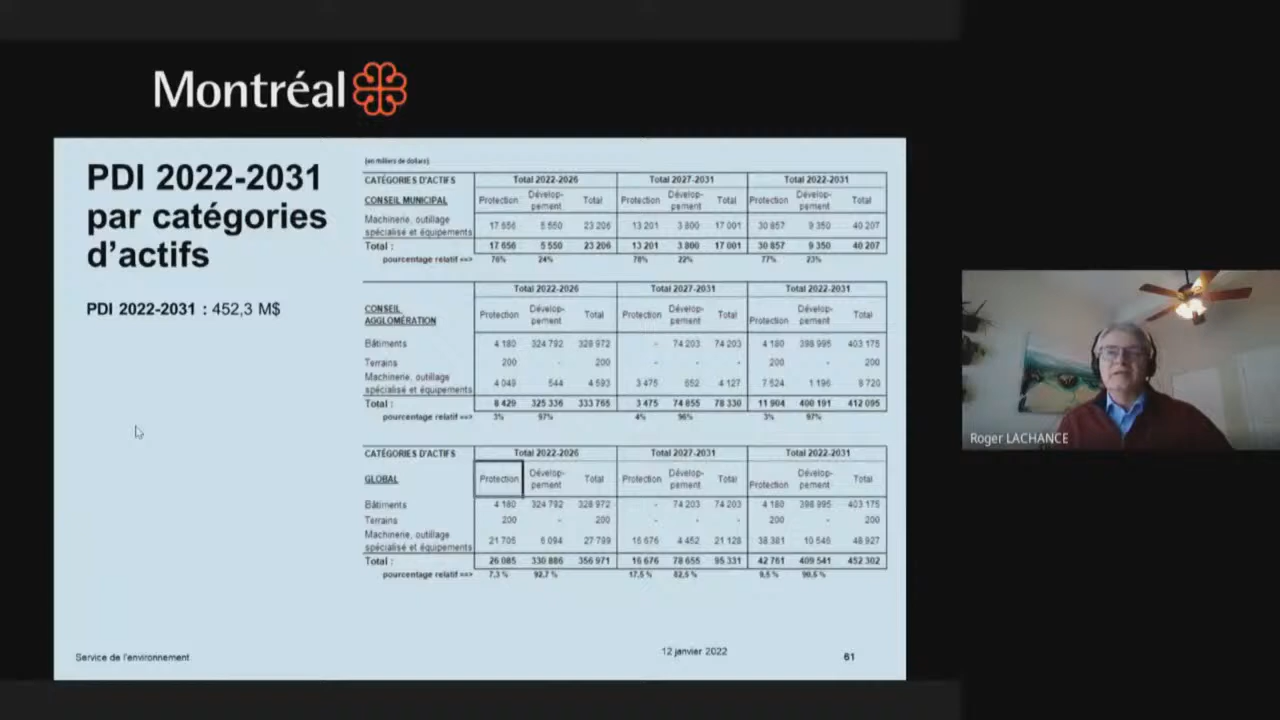 Montréal
PDI 2022-2031
par catégories
d'actifs
PDI 2022-2031 : 452,3 M$
(en milliers de dollars)
CATÉGORIES D'ACTIFS Total 2022-2026 Total 2027-2031 Total 2022-2031
CONSEIL MUNICIPAL Protection Dévelop-pement Total Protection Dévelop-pement Total Protection Dévelop-pement Total
Machinerie, outillage
spécialisé et équipements 17 656 5 550 23 206 13 201 3 800 17 001 30 857 9 350 40 207
Total : 17 656 5 550 23 206 13 201 3 800 17 001 30 857 9 350 40 207
pourcentage relatif ==> 76% 24% 78% 22% 77% 23%
Total 2022-2026 Total 2027-2031 Total 2022-2031
CONSEIL
AGGLOMÉRATION Protection Dévelop-pement Total Protection Dévelop-pement Total Protection Dévelop-pement Total
Bâtiments 4 180 324 792 328 972 - 74 203 74 203 4 180 398 995 403 175
Terrains 200 - 200 - - - 200 - 200
Machinerie, outillage
spécialisé et équipements 4 049 544 4 593 3 475 652 4 127 7 524 1 196 8 720
Total : 8 429 325 336 333 765 3 475 74 855 78 330 11 904 400 191 412 095
pourcentage relatif ==> 3% 97% 4% 96% 3% 97%
CATÉGORIES D'ACTIFS Total 2022-2026 Total 2027-2031 Total 2022-2031
GLOBAL Protection Dévelop-pement Total Protection Dévelop-pement Total Protection Dévelop-pement Total
Bâtiments 4 180 324 792 328 972 - 74 203 74 203 4 180 398 995 403 175
Terrains 200 - 200 - - - 200 - 200
Machinerie, outillage
spécialisé et équipements 21 705 6 094 27 799 16 676 4 452 21 128 38 381 10 546 48 927
Total : 26 085 330 886 356 971 16 676 78 655 95 331 42 761 409 541 452 302
pourcentage relatif ==> 7,3 % 92,7 % 17,5 % 82,5 % 9,5 % 90,5 %
Service de l'environnement
12 janvier 2022
61
Roger LACHANCE